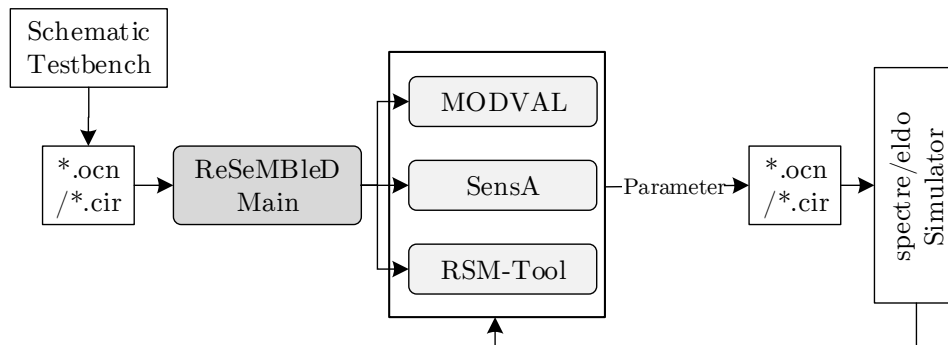 Schematic
Testbench
*.ocn
/*.cir
ReSeMBleD
Main
MODVAL
SensA
RSM-Tool
Parameter
*.ocn
/*.cir
spectre/eldo
Simulator